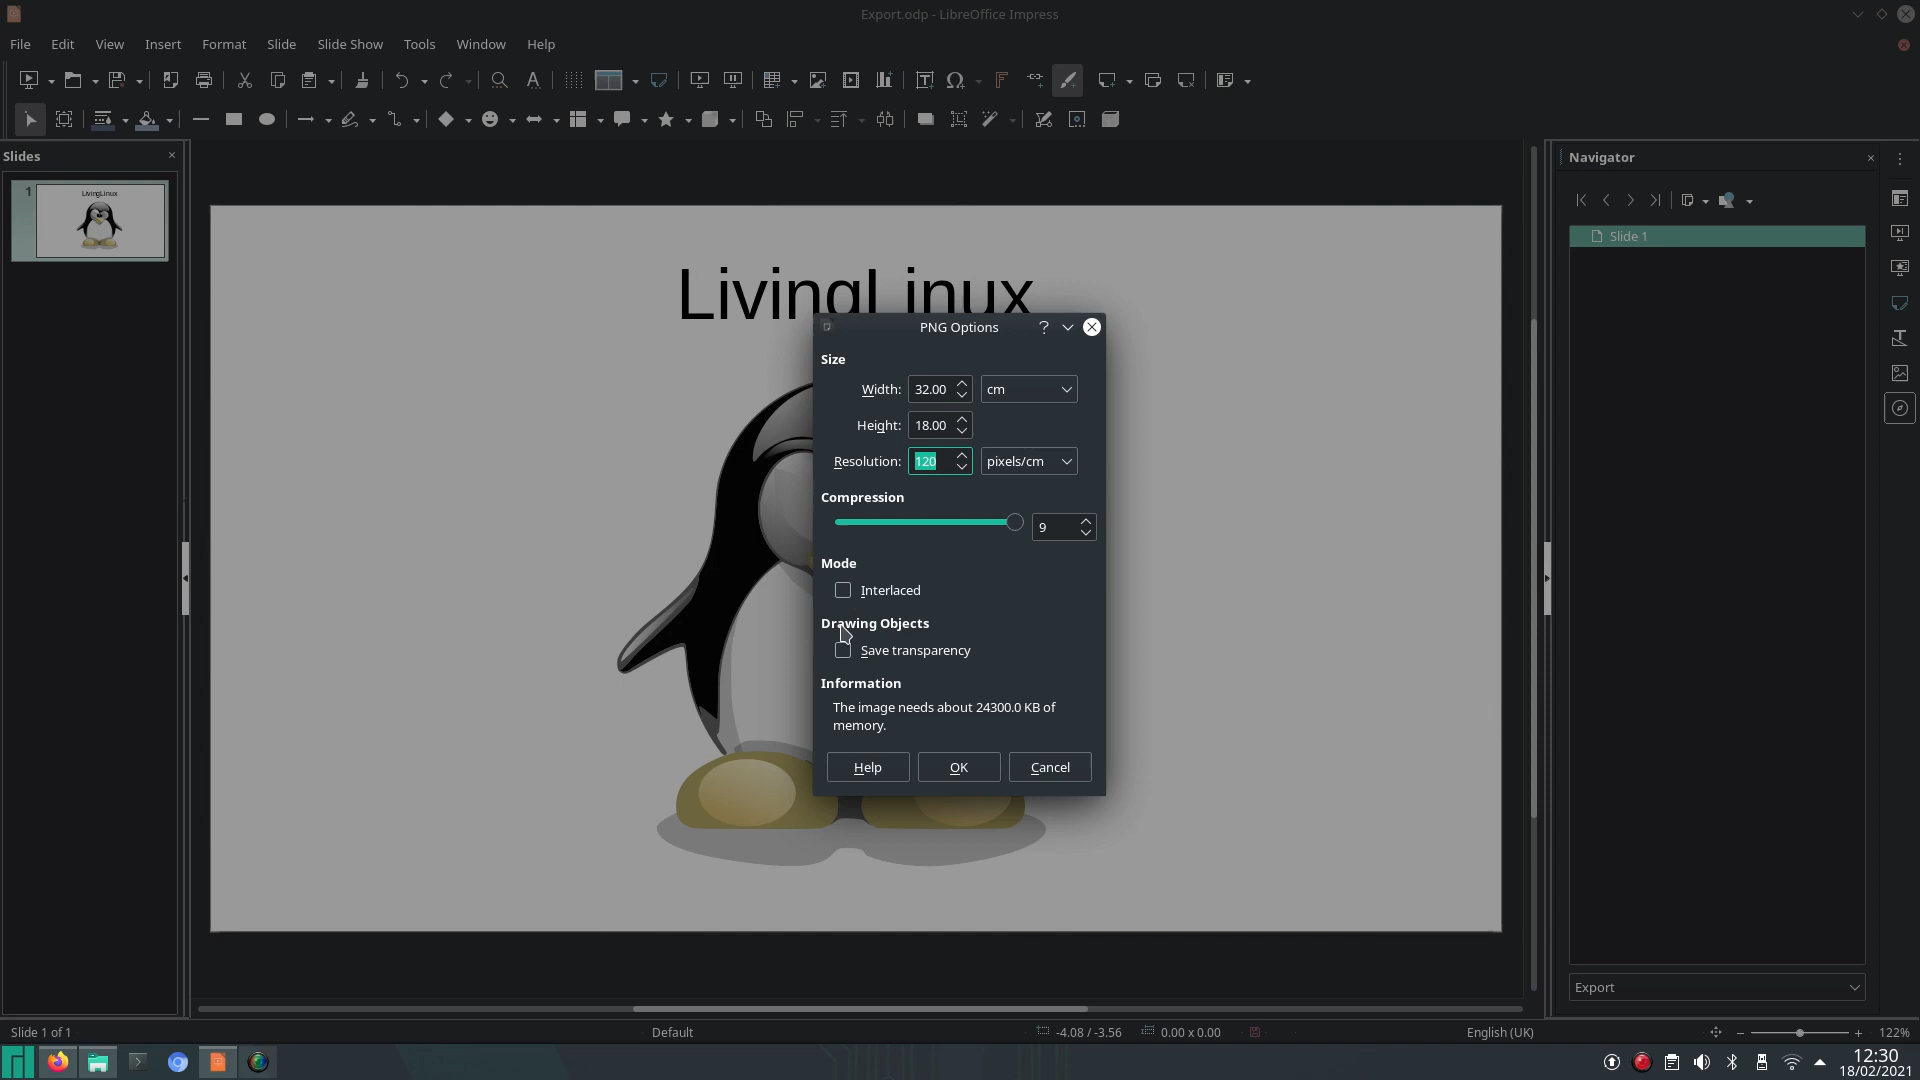 Export.odp - LibreOffice Impress
File Edit View Insert Format Slide Slide Show Tools Window Help
Slides
1
LivingLinux
LivingLinux
PNG Options
Size
Width: 32.00 cm
Height: 18.00
Resolution: 120 pixels/cm
Compression
9
Mode
Interlaced
Drawing Objects
Save transparency
Information
The image needs about 24300.0 KB of
memory.
Help OK Cancel
Navigator
Slide 1
Export
Slide 1 of 1 Default -4.08 / -3.56 0.00 x 0.00 English (UK) 122%
12:30
18/02/2021